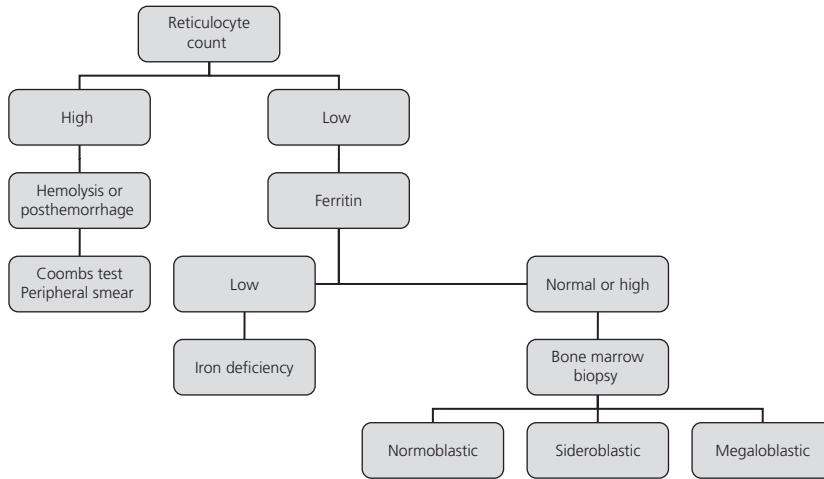 Reticulocyte
count
High
Low
Hemolysis or
posthemorrhage
Ferritin
Coombs test
Peripheral smear
Low
Normal or high
Iron deficiency
Bone marrow
biopsy
Normoblastic
Sideroblastic
Megaloblastic